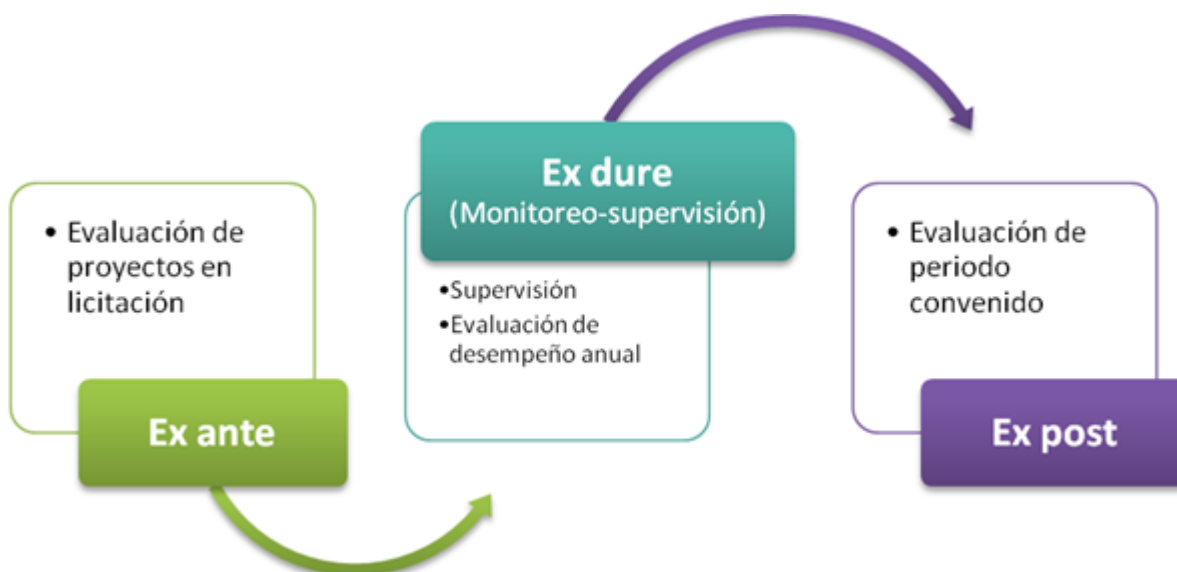 • Evaluación de
proyectos en
licitación
Ex ante
Ex dure
(Monitoreo-supervisión)
•Supervisión
•Evaluación de
desempeño anual
• Evaluación de
periodo
convenido
Ex post